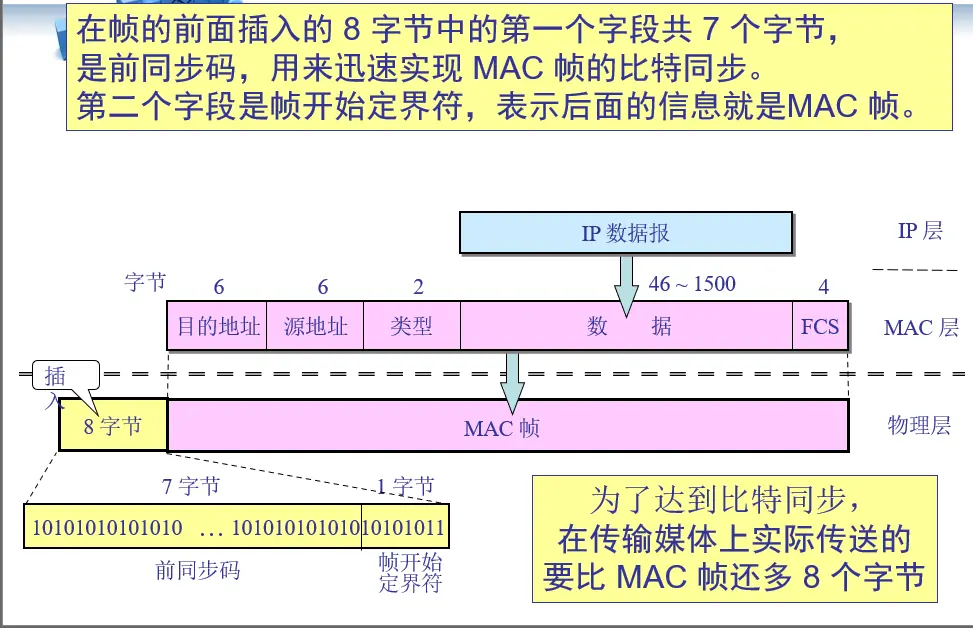 在帧的前面插入的 8 字节中的第一个字段共 7 个字节，
是前同步码，用来迅速实现 MAC 帧的比特同步。
第二个字段是帧开始定界符，表示后面的信息就是MAC 帧。
IP 数据报
IP 层
字节
6
6
2
46 ~ 1500
4
目的地址
源地址
类型
数 据
FCS
MAC 层
插
入
8 字节
MAC 帧
物理层
7 字节
1 字节
10101010101010 … 101010101010
10101011
前同步码
帧开始
定界符
为了达到比特同步，
在传输媒体上实际传送的
要比 MAC 帧还多 8 个字节